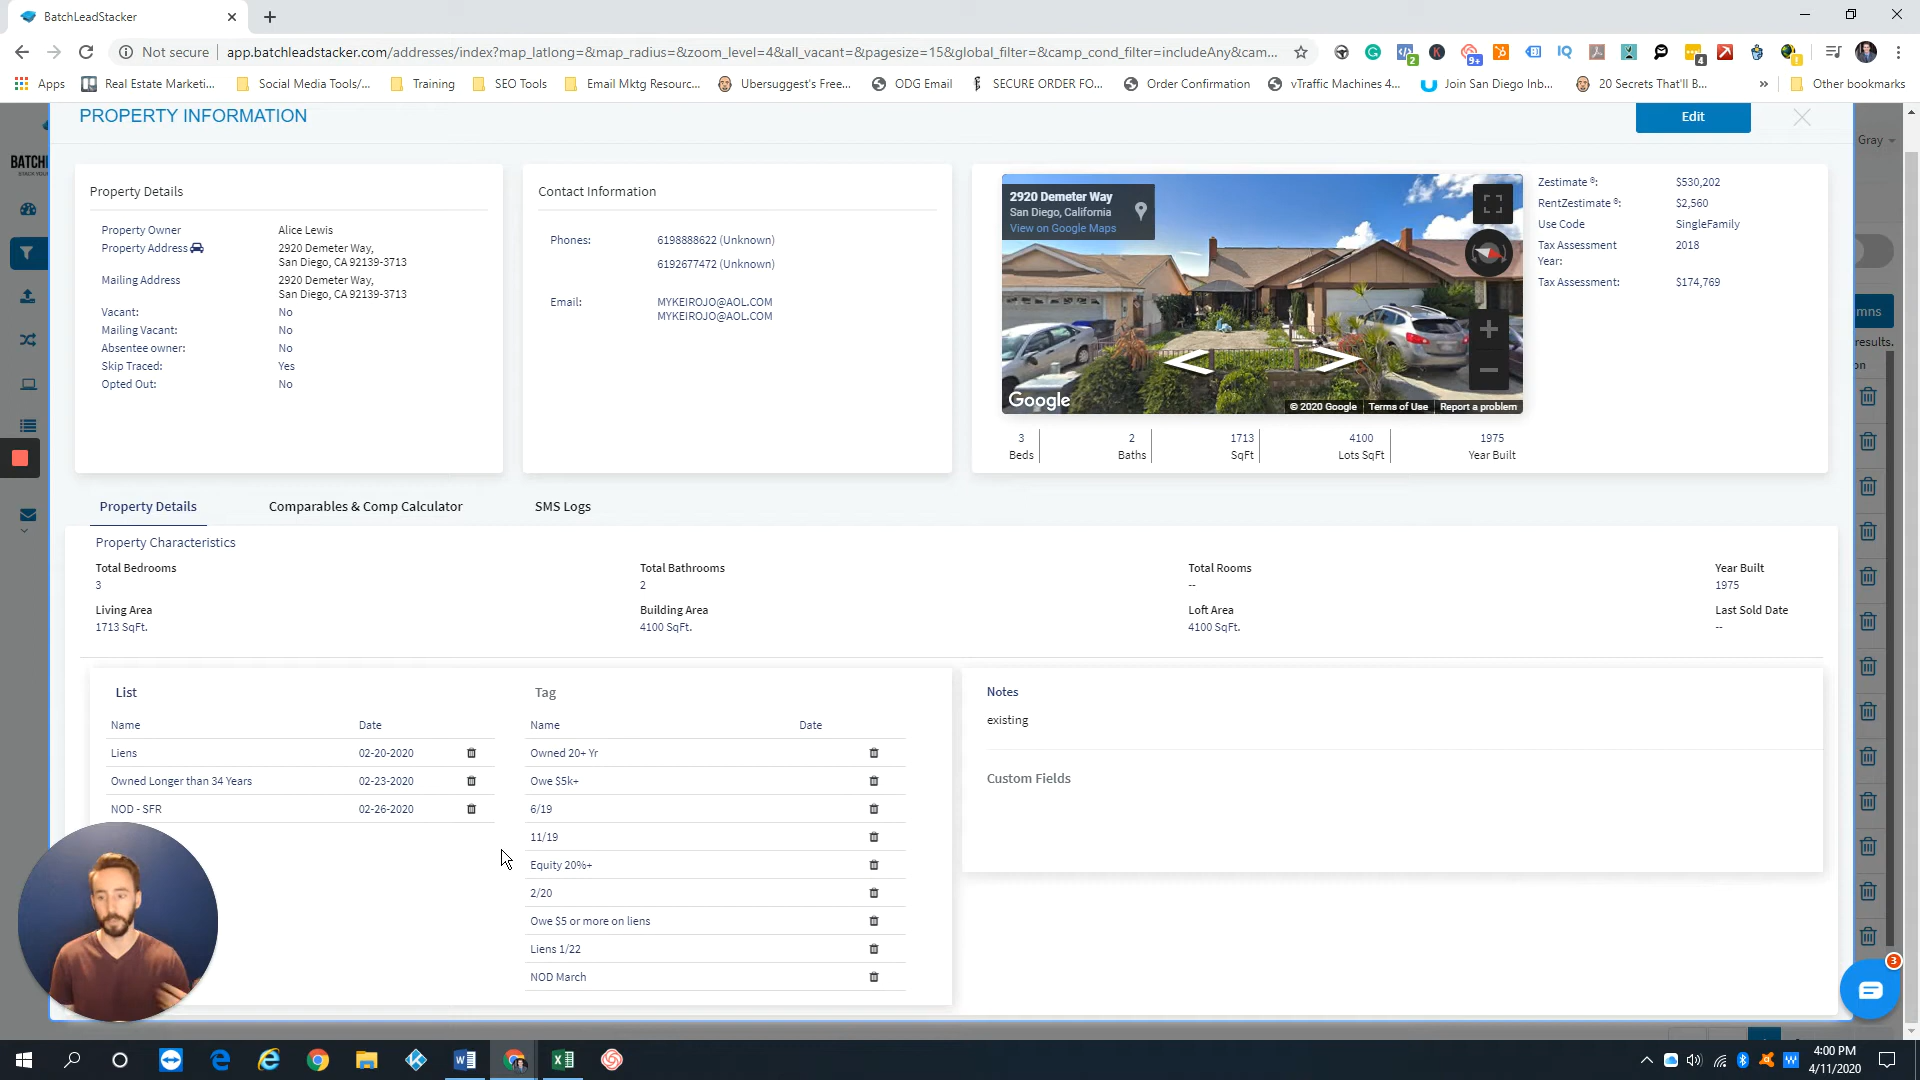 BatchLeadStacker
Not secure
app.batchleadstacker.com/addresses/index?map_latlong=&map_radius=&zoom_level=4&all_vacant=&pagesize=15&global_filter=&camp_cond_filter=includeAny&cam...
2
9+
4
Apps
Real Estate Marketi...
Social Media Tools/...
Training
SEO Tools
Email Mktg Resourc...
Ubersuggest's Free...
ODG Email
SECURE ORDER FO...
Order Confirmation
vTraffic Machines 4...
Join San Diego Inb...
20 Secrets That'll B...
»
Other bookmarks
PROPERTY INFORMATION
Edit
Gray
BATCH
Property Details
Property Owner
Alice Lewis
Property Address
2920 Demeter Way,
San Diego, CA 92139-3713
Mailing Address
2920 Demeter Way,
San Diego, CA 92139-3713
Vacant:
No
Mailing Vacant:
No
Absentee owner:
No
Skip Traced:
Yes
Opted Out:
No
Contact Information
Phones:
6198888622 (Unknown)
6192677472 (Unknown)
Email:
MYKEIROJO@AOL.COM
MYKEIROJO@AOL.COM
2920 Demeter Way
San Diego, California
View on Google Maps
Google
© 2020 Google
Terms of Use
Report a problem
3
Beds
2
Baths
1713
SqFt
4100
Lots SqFt
1975
Year Built
Zestimate ®:
$530,202
RentZestimate ®:
$2,560
Use Code
SingleFamily
Tax Assessment
Year:
2018
Tax Assessment:
$174,769
mns
results.
on
Property Details
Comparables & Comp Calculator
SMS Logs
Property Characteristics
Total Bedrooms
3
Total Bathrooms
2
Total Rooms
--
Year Built
1975
Living Area
1713 SqFt.
Building Area
4100 SqFt.
Loft Area
4100 SqFt.
Last Sold Date
--
List
Name
Date
Liens
02-20-2020
Owned Longer than 34 Years
02-23-2020
NOD - SFR
02-26-2020
Tag
Name
Date
Owned 20+ Yr
Owe $5k+
6/19
11/19
Equity 20%+
2/20
Owe $5 or more on liens
Liens 1/22
NOD March
Notes
existing
Custom Fields
3
4:00 PM
4/11/2020